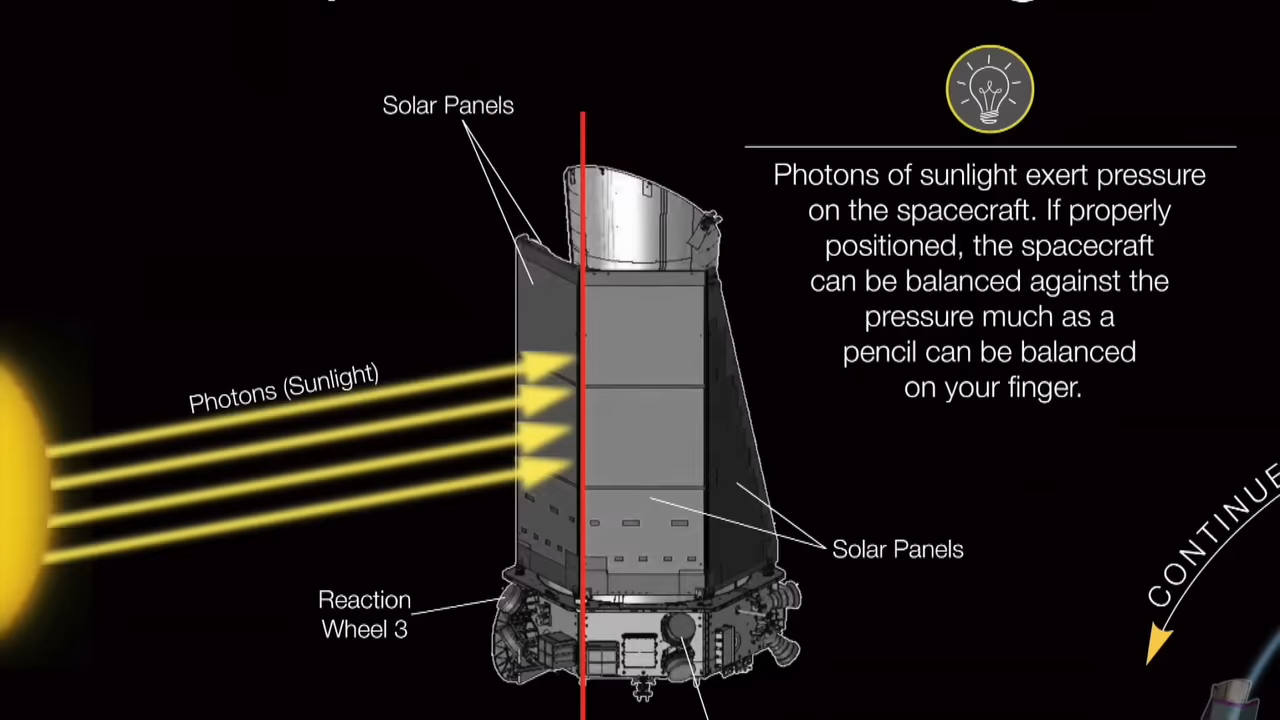 Solar Panels
Photons of sunlight exert pressure
on the spacecraft. If properly
positioned, the spacecraft
can be balanced against the
pressure much as a
pencil can be balanced
on your finger.
Photons (Sunlight)
Solar Panels
Reaction
Wheel 3
CONTINUE